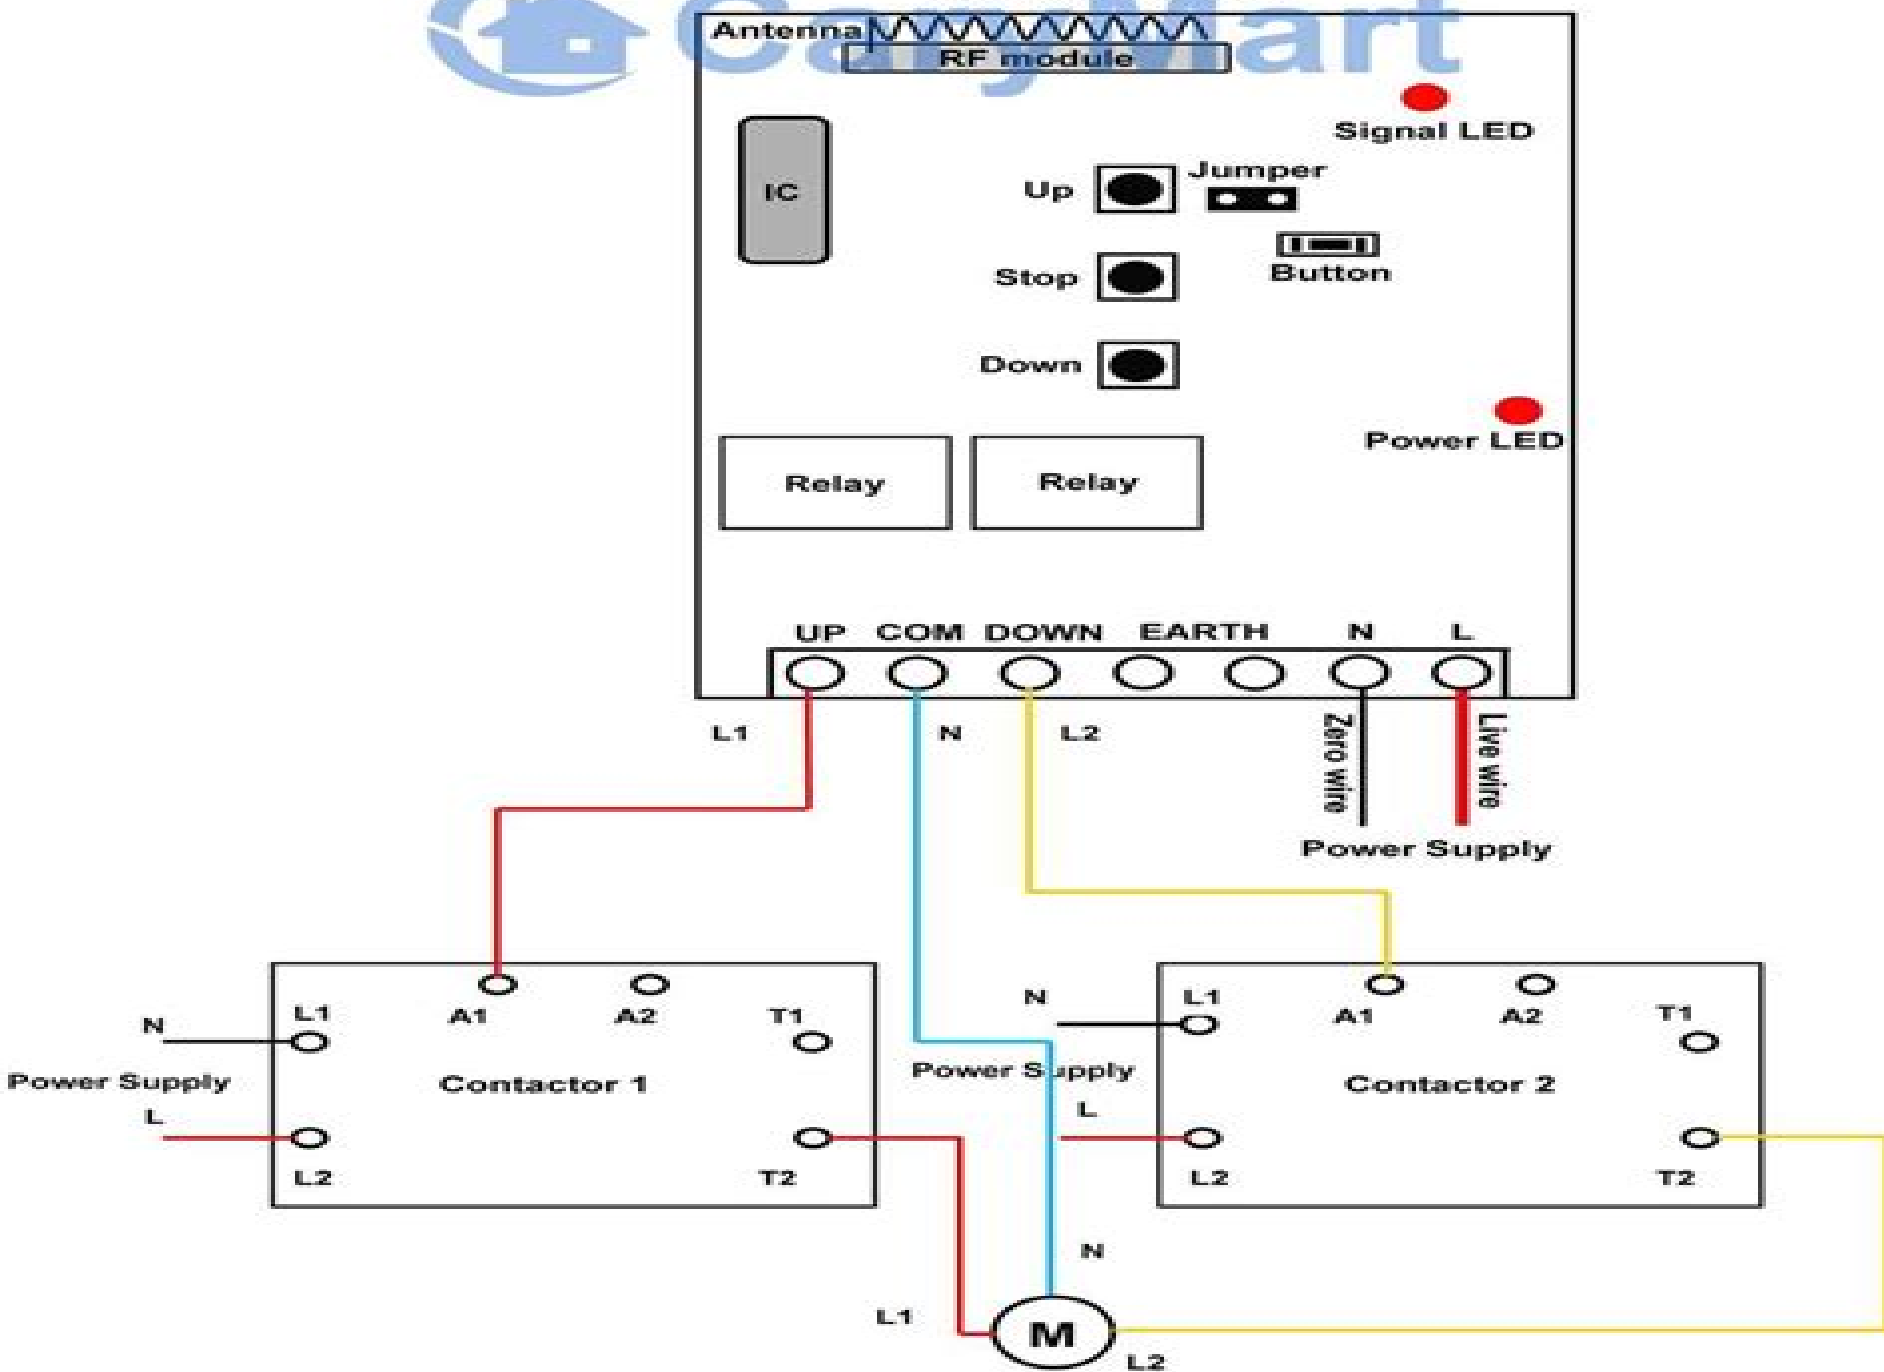 CaryMart
Antenna
RF module
Signal LED
IC
Up
Jumper
Stop
Button
Down
Power LED
Relay
Relay
UP COM DOWN EARTH N L
L1
N
L2
Zero wire
Live wire
Power Supply
N
L1
A1
A2
T1
Power Supply
Contactor 1
L
L2
T2
N
L1
A1
A2
T1
Power Supply
Contactor 2
L
L2
T2
N
L1
M
L2